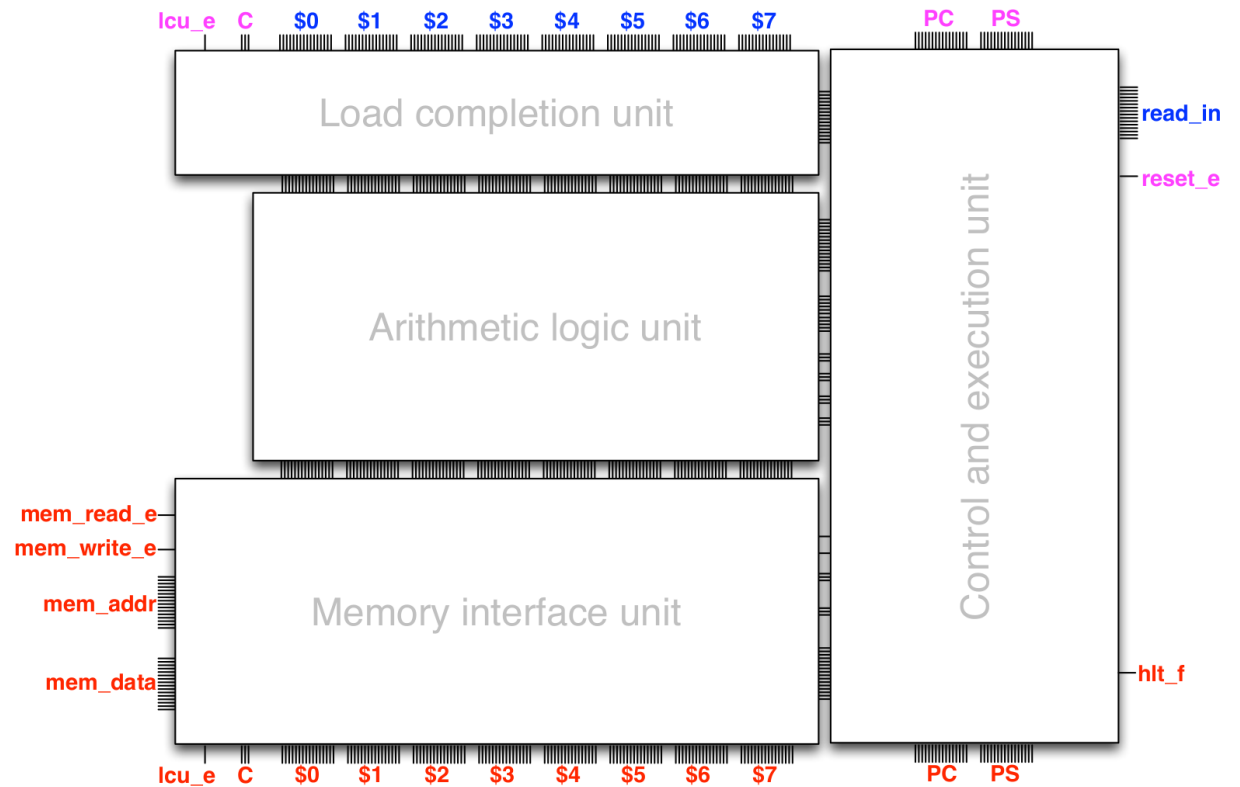 lcu_e C $0 $1 $2 $3 $4 $5 $6 $7 PC PS
Load completion unit
read_in
reset_e
Control and execution unit
Arithmetic logic unit
mem_read_e
mem_write_e
mem_addr
Memory interface unit
mem_data
hlt_f
lcu_e C $0 $1 $2 $3 $4 $5 $6 $7 PC PS